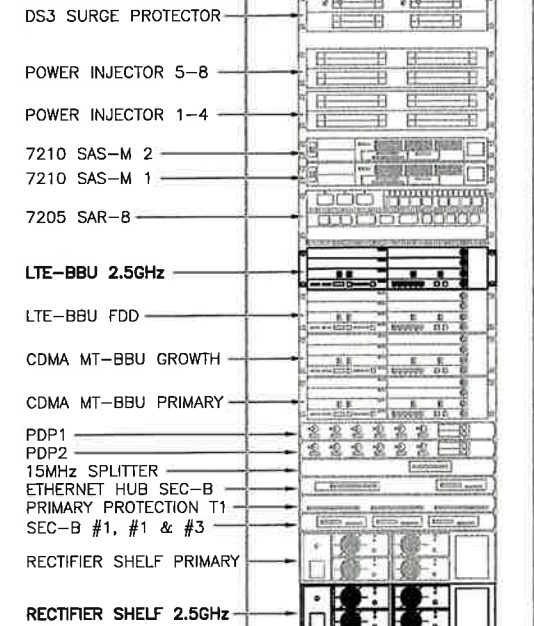 DS3 SURGE PROTECTOR
POWER INJECTOR 5-8
POWER INJECTOR 1-4
7210 SAS-M 2
7210 SAS-M 1
7205 SAR-8
LTE-BBU 2.5GHz
LTE-BBU FDD
CDMA MT-BBU GROWTH
CDMA MT-BBU PRIMARY
PDP1
PDP2
15MHz SPLITTER
ETHERNET HUB SEC-B
PRIMARY PROTECTION T1
SEC-B #1, #1 & #3
RECTIFIER SHELF PRIMARY
RECTIFIER SHELF 2.5GHz